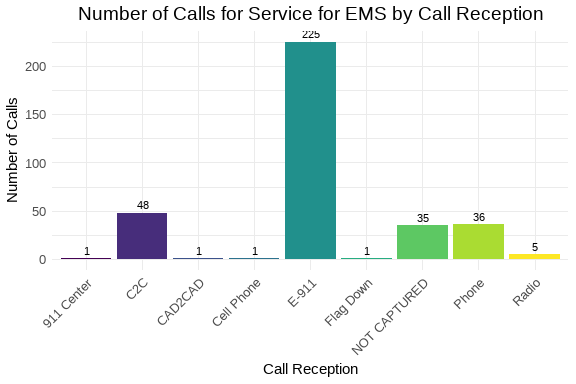 Number of Calls for Service for EMS by Call Reception
Number of Calls
200
150
100
50
0
1
48
1
1
225
1
35
36
5
911 Center
C2C
CAD2CAD
Cell Phone
E-911
Flag Down
NOT CAPTURED
Phone
Radio
Call Reception